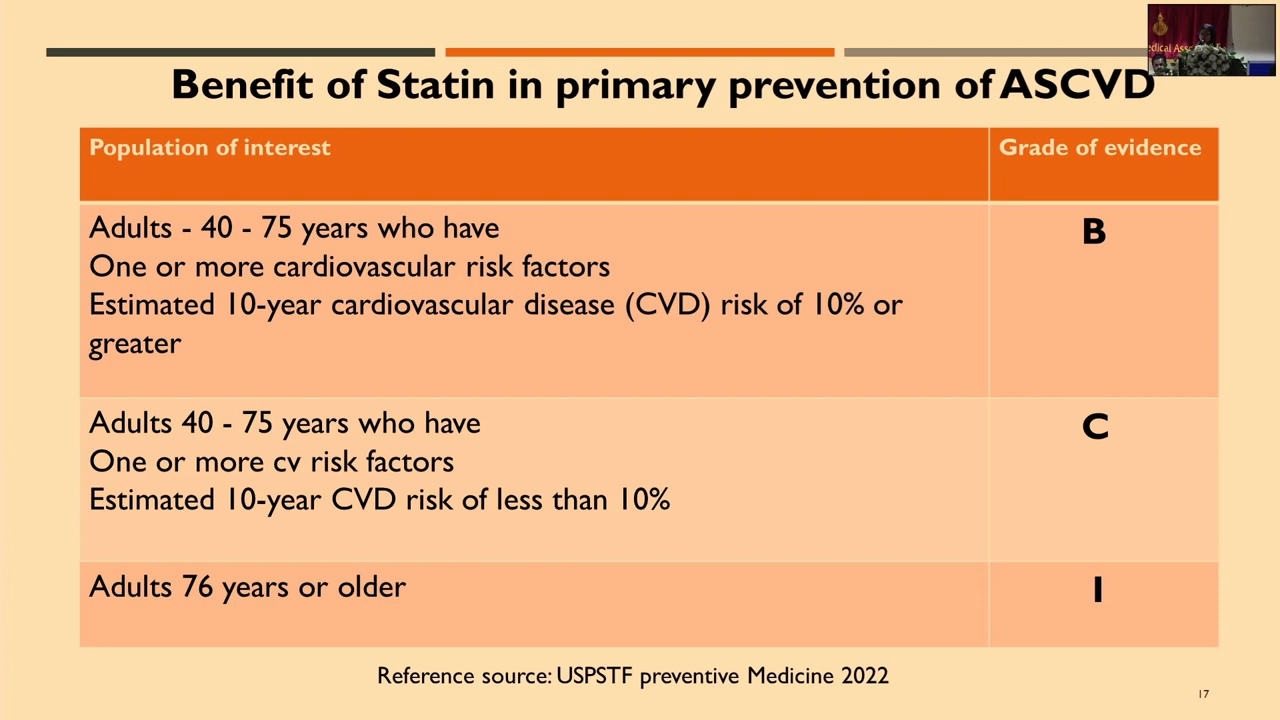 Benefit of Statin in primary prevention of ASCVD
Population of interest
Grade of evidence
Adults - 40 - 75 years who have
One or more cardiovascular risk factors
Estimated 10-year cardiovascular disease (CVD) risk of 10% or
greater
B
Adults 40 - 75 years who have
One or more cv risk factors
Estimated 10-year CVD risk of less than 10%
C
Adults 76 years or older
I
Reference source: USPSTF preventive Medicine 2022
17